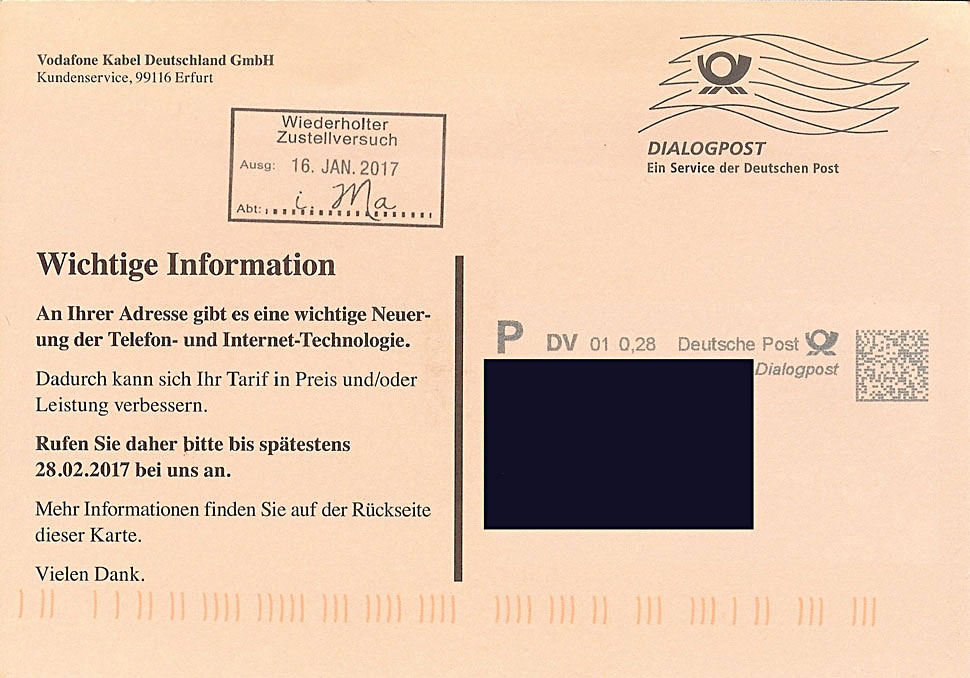 Vodafone Kabel Deutschland GmbH
Kundenservice, 99116 Erfurt
Wiederholter
Zustellversuch
Ausg: 16. JAN. 2017
Abt: i. Ma
DIALOGPOST
Ein Service der Deutschen Post
Wichtige Information
An Ihrer Adresse gibt es eine wichtige Neuer-
ung der Telefon- und Internet-Technologie.
Dadurch kann sich Ihr Tarif in Preis und/oder
Leistung verbessern.
Rufen Sie daher bitte bis spätestens
28.02.2017 bei uns an.
Mehr Informationen finden Sie auf der Rückseite
dieser Karte.
Vielen Dank.
P DV 01 0,28 Deutsche Post
Dialogpost